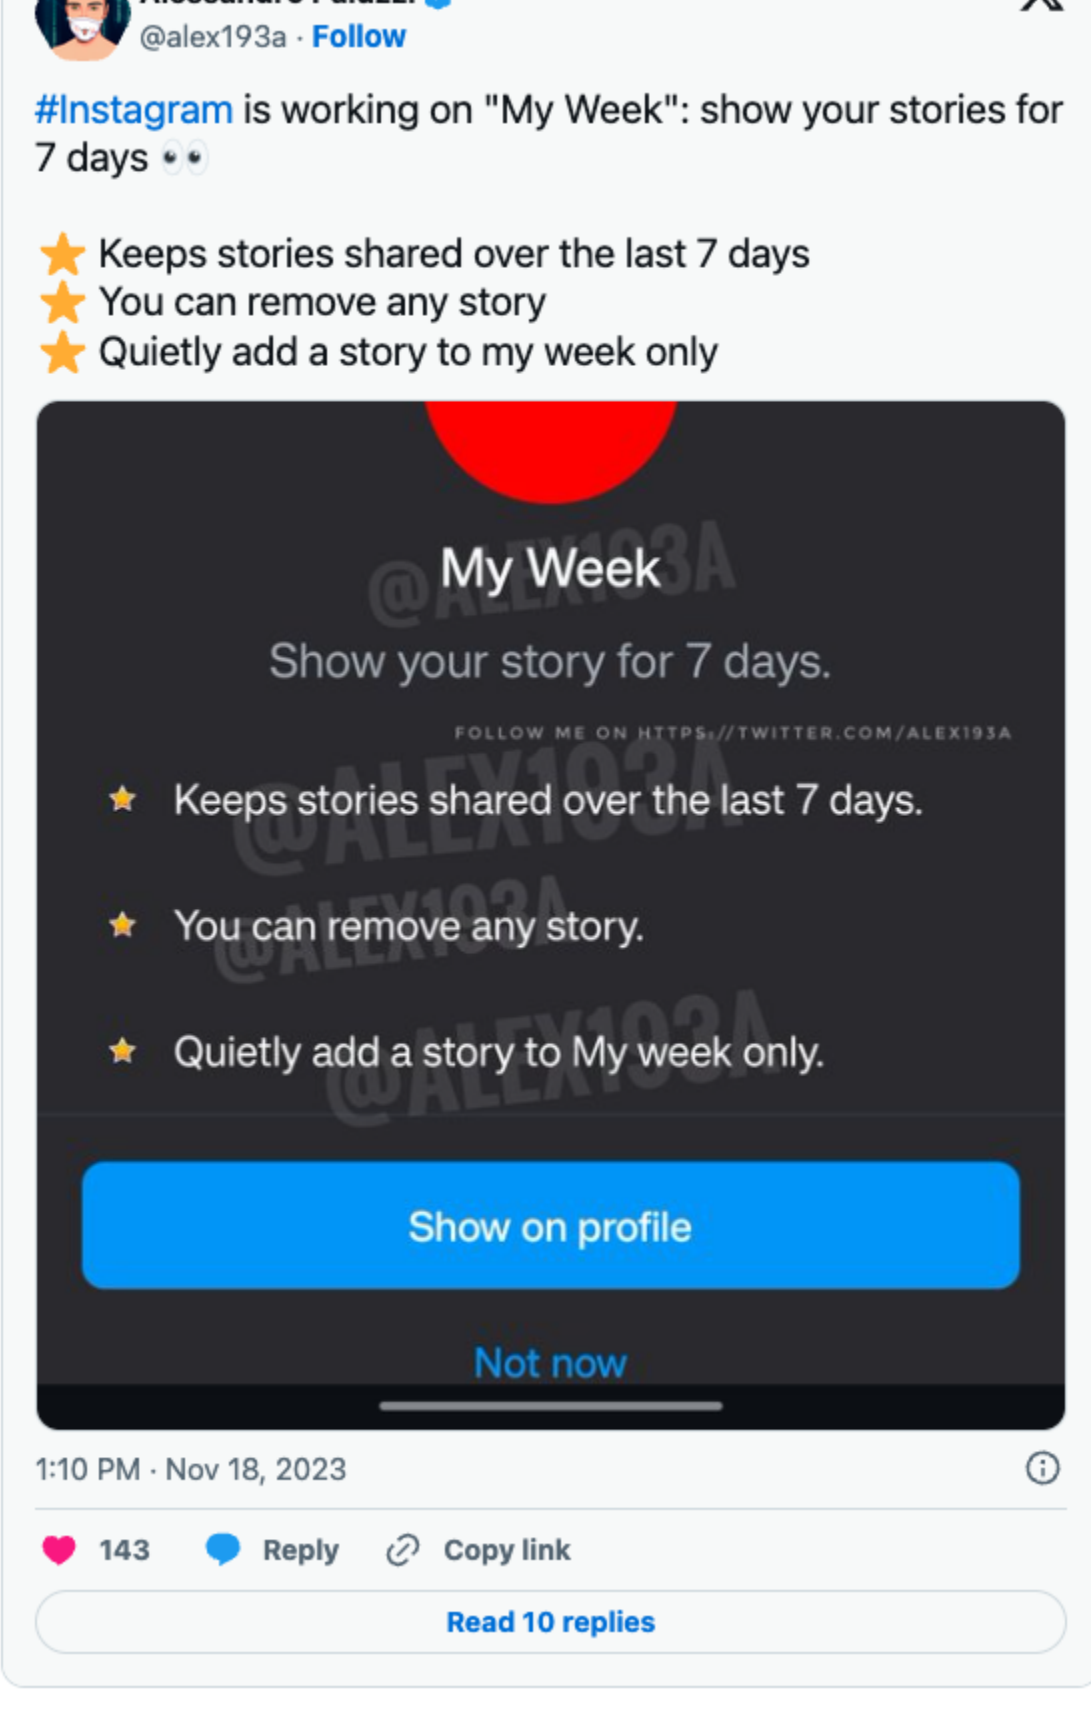 @alex193a · Follow
#Instagram is working on "My Week": show your stories for
7 days 👀
⭐ Keeps stories shared over the last 7 days
⭐ You can remove any story
⭐ Quietly add a story to my week only
@ALEX193A
My Week
Show your story for 7 days.
FOLLOW ME ON HTTPS://TWITTER.COM/ALEX193A
@ALEX193A
⭐ Keeps stories shared over the last 7 days.
@ALEX193A
⭐ You can remove any story.
@ALEX193A
⭐ Quietly add a story to My week only.
Show on profile
Not now
1:10 PM · Nov 18, 2023
143 Reply Copy link
Read 10 replies